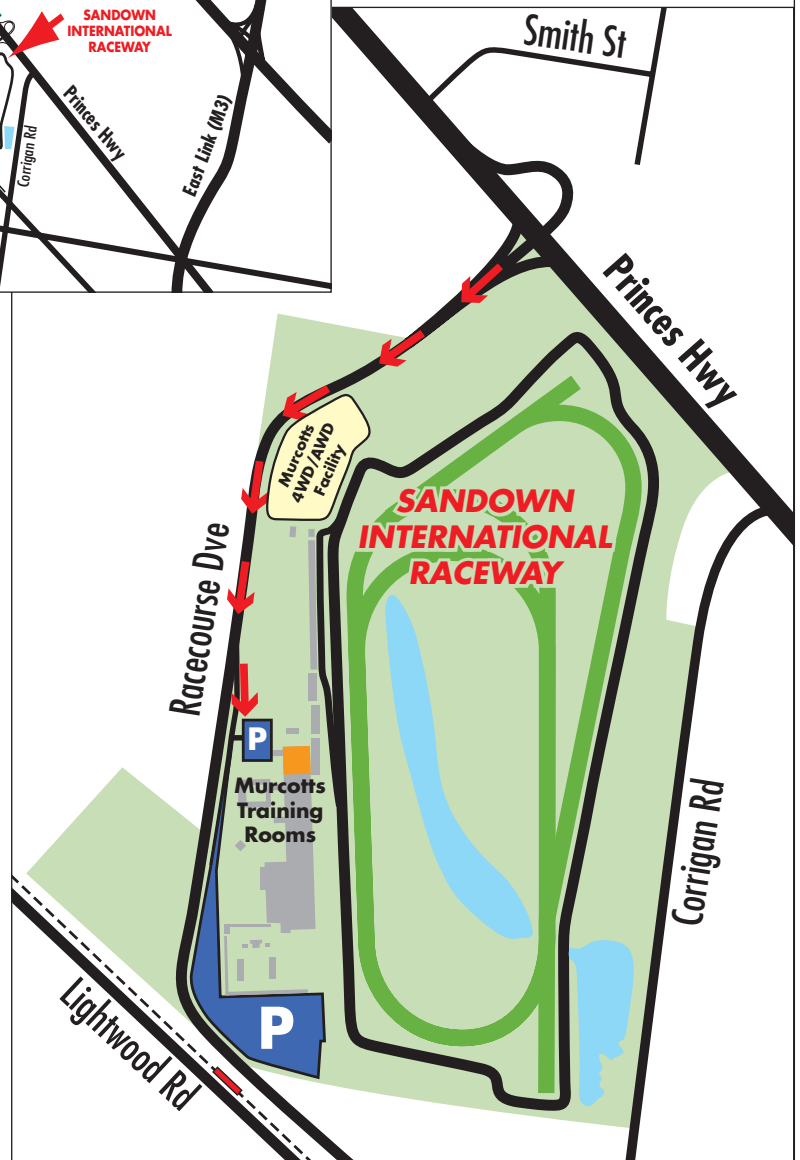 SANDOWN
INTERNATIONAL
RACEWAY
Princes Hwy
East Link (M3)
Corrigan Rd
Smith St
Princes Hwy
Murcotts
4WD/AWD
Facility
SANDOWN
INTERNATIONAL
RACEWAY
Racecourse Dve
P
Murcotts
Training
Rooms
Corrigan Rd
P
Lightwood Rd